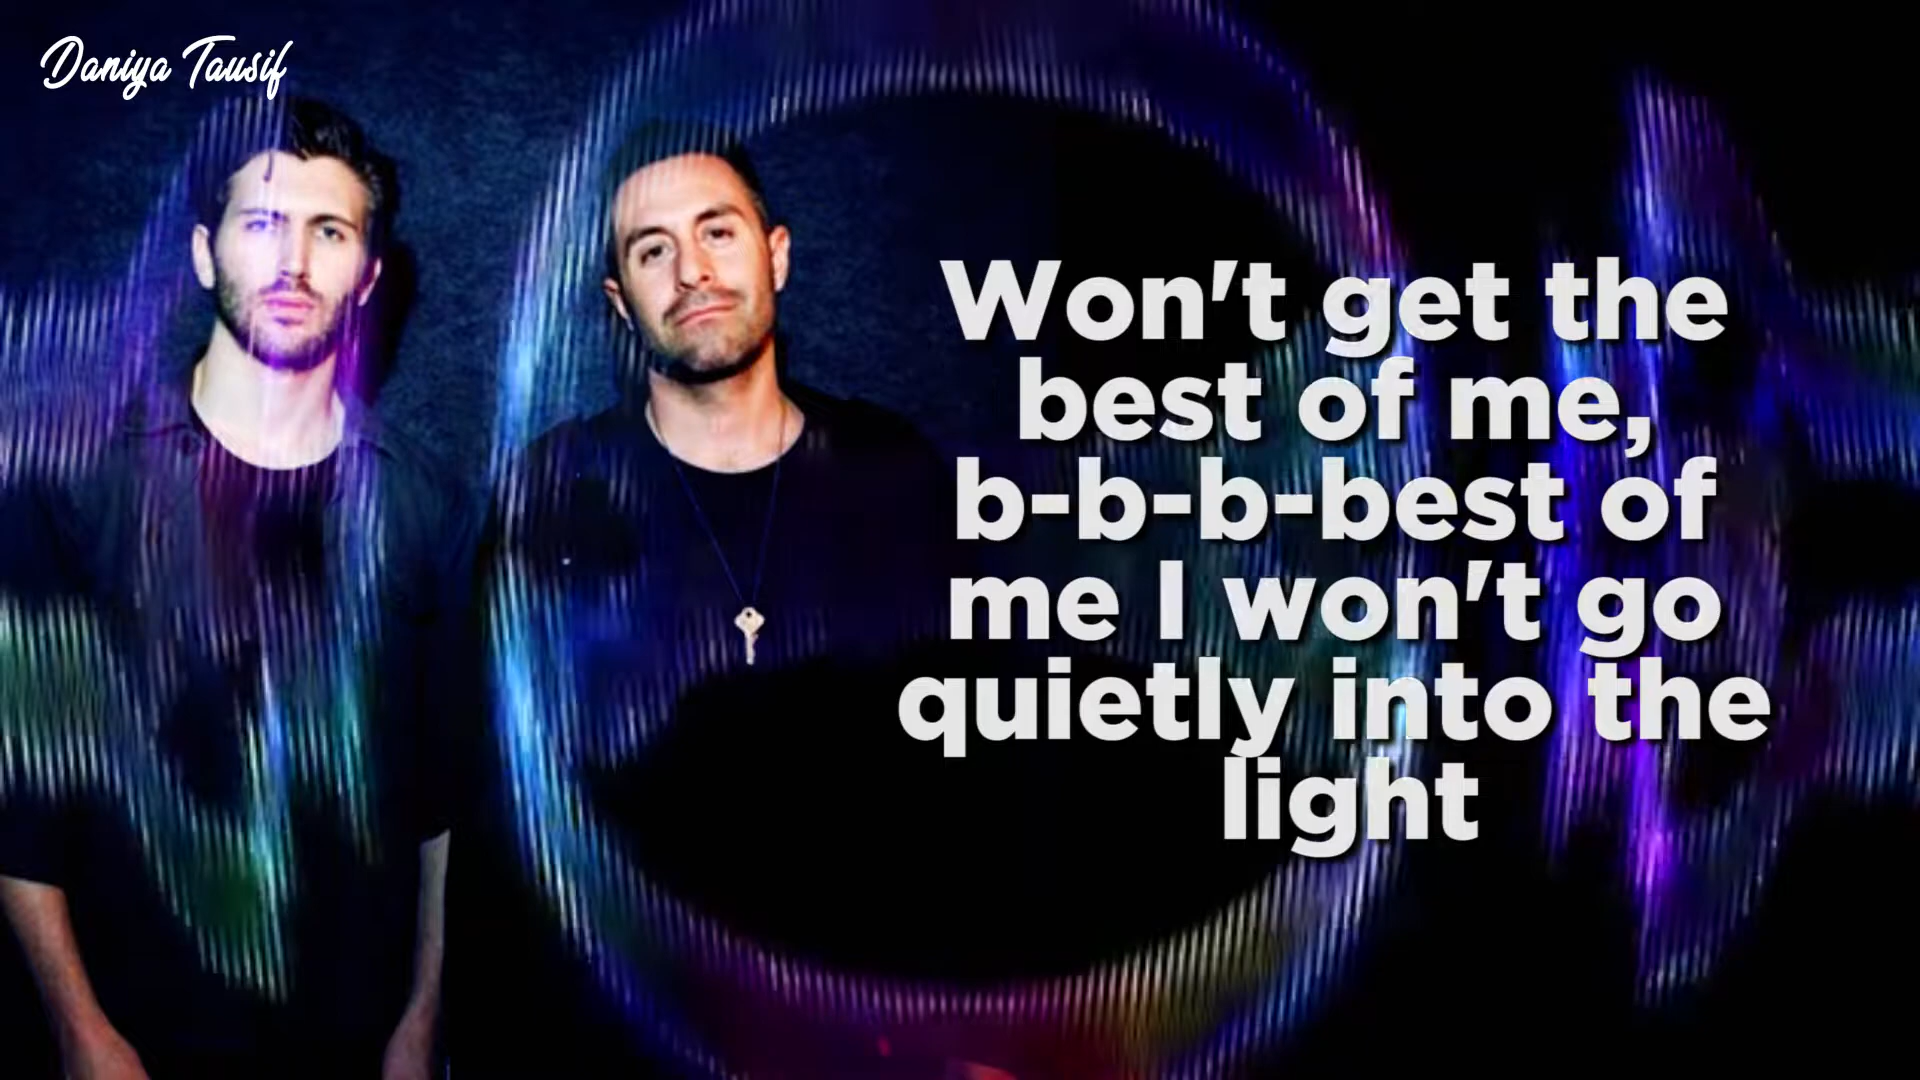 Daniya Tausif
Won't get the
best of me,
b-b-b-best of
me I won't go
quietly into the
light